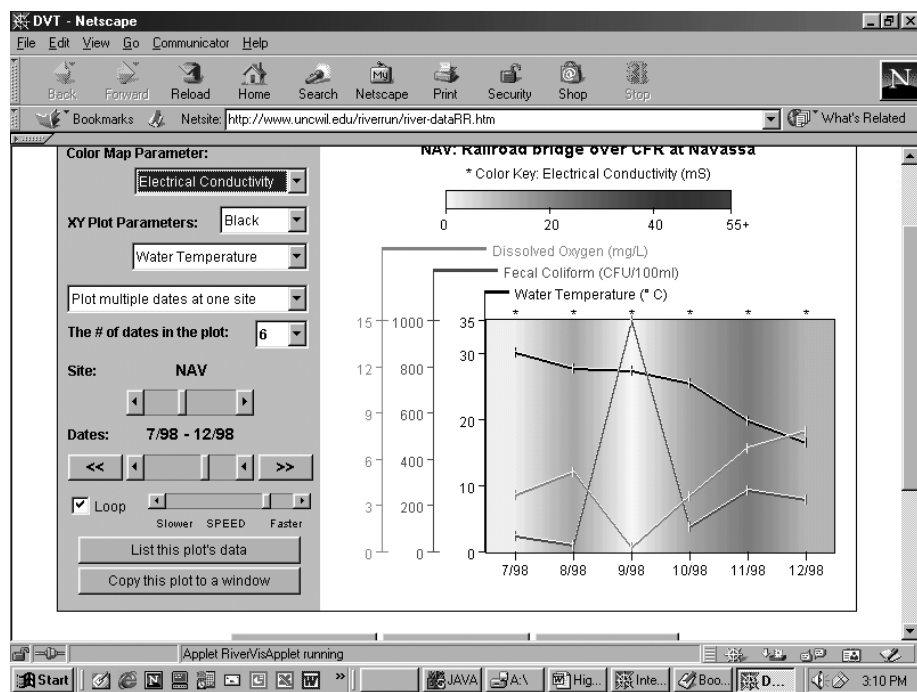 DVT - Netscape
File Edit View Go Communicator Help
Back Forward Reload Home Search Netscape Print Security Shop Stop
N
Bookmarks Netsite: http://www.uncwil.edu/riverrun/river-dataRR.htm What's Related
Color Map Parameter:
Electrical Conductivity
XY Plot Parameters: Black
Water Temperature
Plot multiple dates at one site
The # of dates in the plot: 6
Site: NAV
Dates: 7/98 - 12/98
<< >>
Loop
Slower SPEED Faster
List this plot's data
Copy this plot to a window
NAV: Railroad bridge over CFR at Navassa
* Color Key: Electrical Conductivity (mS)
0 20 40 55+
Dissolved Oxygen (mg/L)
Fecal Coliform (CFU/100ml)
Water Temperature (° C)
* * * * * *
15 1000 35
12 800 30
9 600 20
6 400 10
3 200
0 0 0
7/98 8/98 9/98 10/98 11/98 12/98
Applet RiverVisApplet running
Start » JAVA A:\ Hig... Inte... Boo... D... 3:10 PM